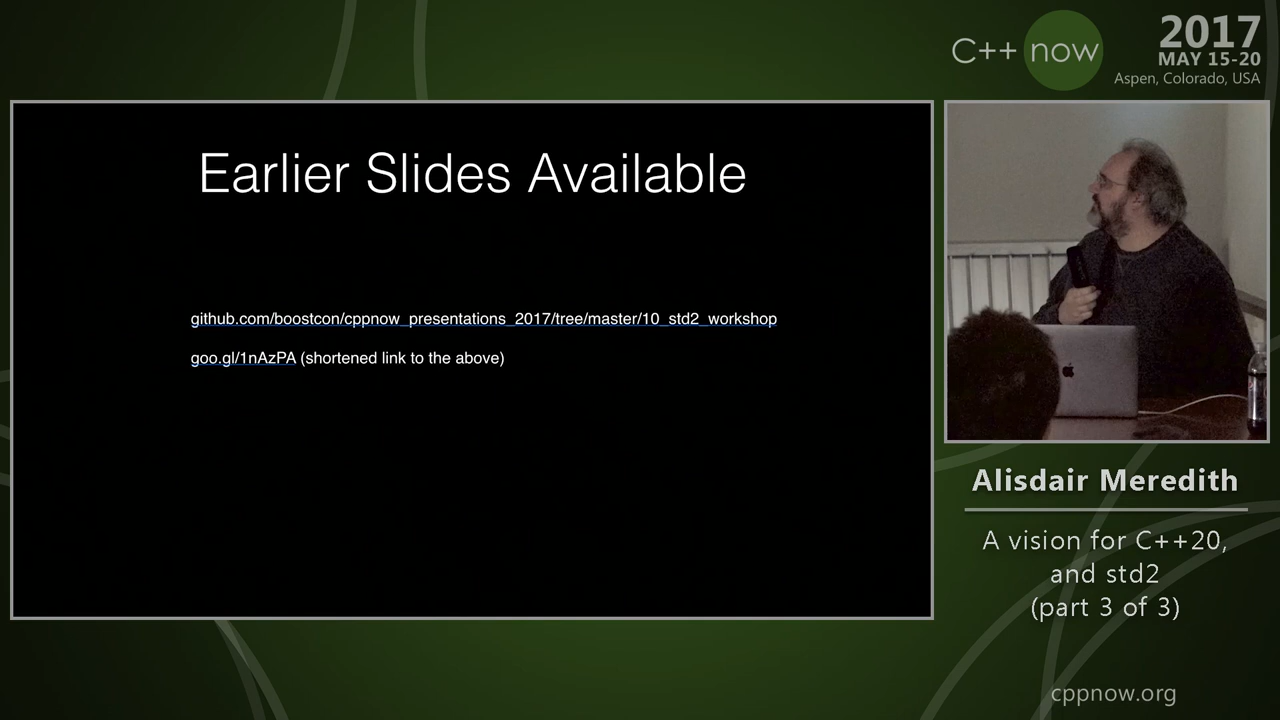 C++ now
2017
MAY 15-20
Aspen, Colorado, USA
Earlier Slides Available
github.com/boostcon/cppnow_presentations_2017/tree/master/10_std2_workshop
goo.gl/1nAzPA (shortened link to the above)
Alisdair Meredith
A vision for C++20,
and std2
(part 3 of 3)
cppnow.org